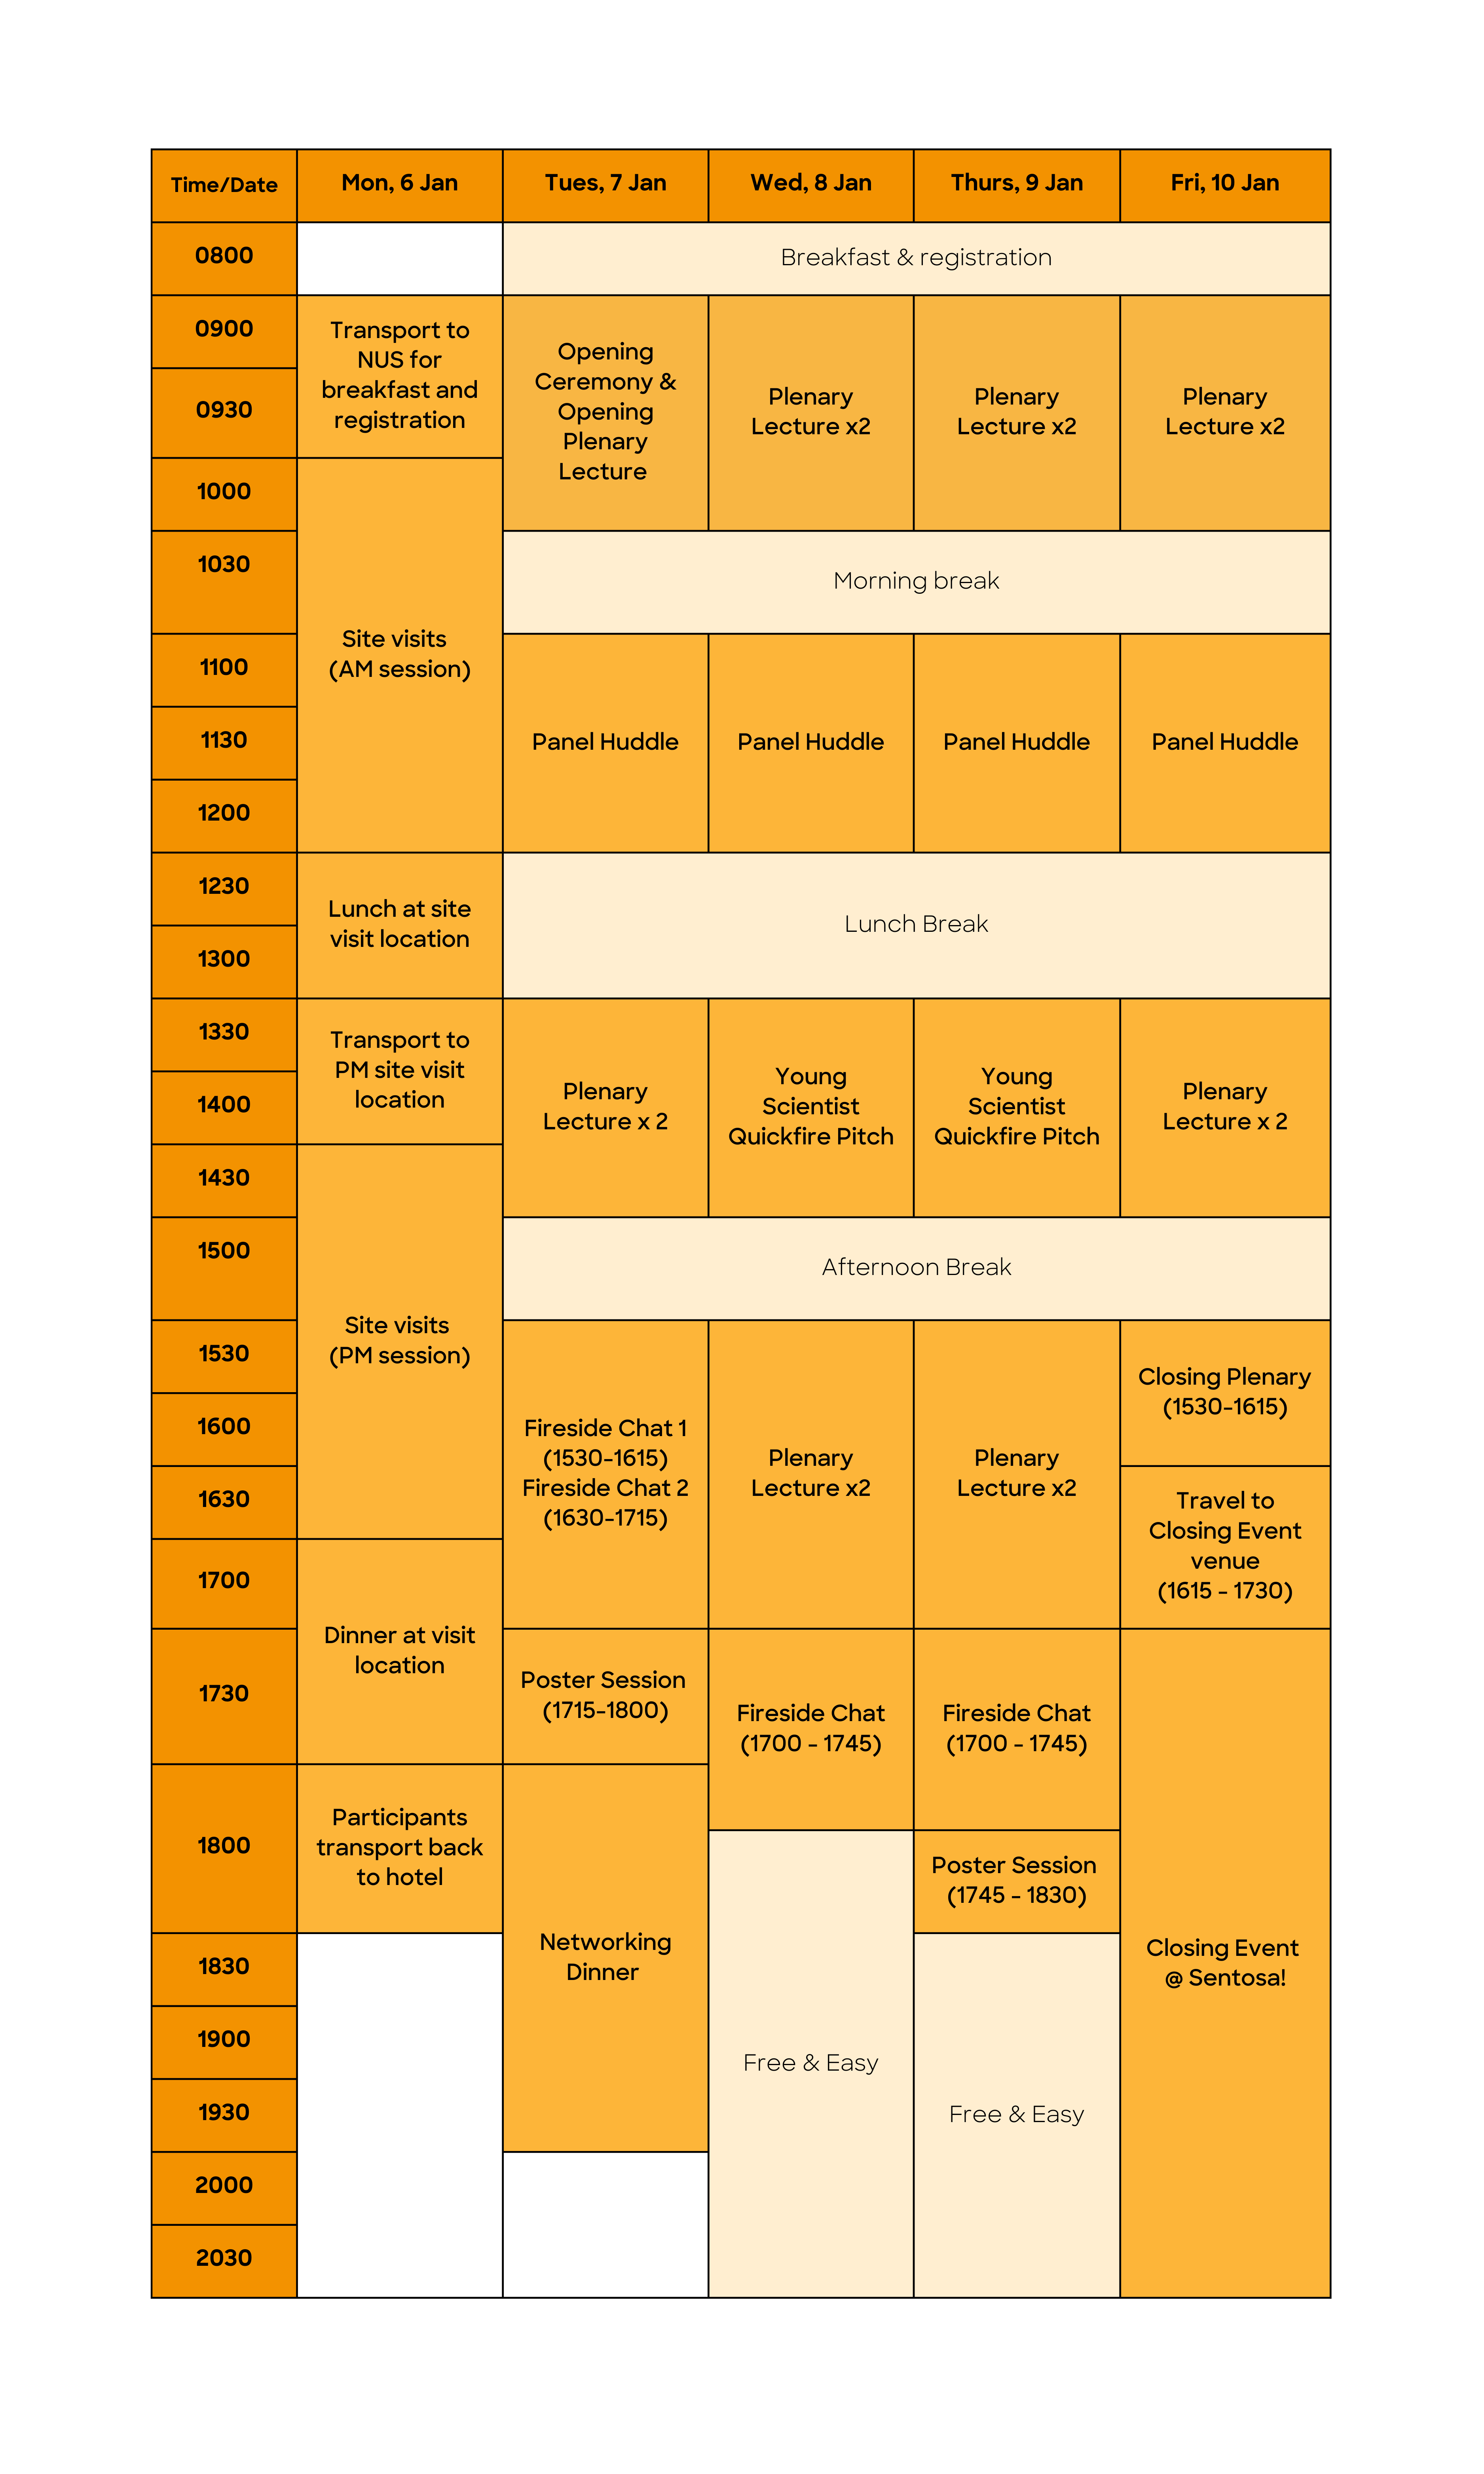 Time/Date
Mon, 6 Jan
Tues, 7 Jan
Wed, 8 Jan
Thurs, 9 Jan
Fri, 10 Jan
0800
Breakfast & registration
0900
0930
Transport to
NUS for
breakfast and
registration
Opening
Ceremony &
Opening
Plenary
Lecture
Plenary
Lecture x2
Plenary
Lecture x2
Plenary
Lecture x2
1000
Site visits
(AM session)
1030
Morning break
1100
1130
1200
Panel Huddle
Panel Huddle
Panel Huddle
Panel Huddle
1230
1300
Lunch at site
visit location
Lunch Break
1330
1400
Transport to
PM site visit
location
Plenary
Lecture x 2
Young
Scientist
Quickfire Pitch
Young
Scientist
Quickfire Pitch
Plenary
Lecture x 2
1430
Site visits
(PM session)
1500
Afternoon Break
1530
1600
1630
Fireside Chat 1
(1530-1615)
Fireside Chat 2
(1630-1715)
Plenary
Lecture x2
Plenary
Lecture x2
Closing Plenary
(1530-1615)
Travel to
Closing Event
venue
(1615 - 1730)
1700
1730
Dinner at visit
location
Poster Session
(1715-1800)
Fireside Chat
(1700 - 1745)
Fireside Chat
(1700 - 1745)
1800
Participants
transport back
to hotel
Networking
Dinner
Poster Session
(1745 - 1830)
Closing Event
@ Sentosa!
1830
1900
1930
Free & Easy
Free & Easy
2000
2030